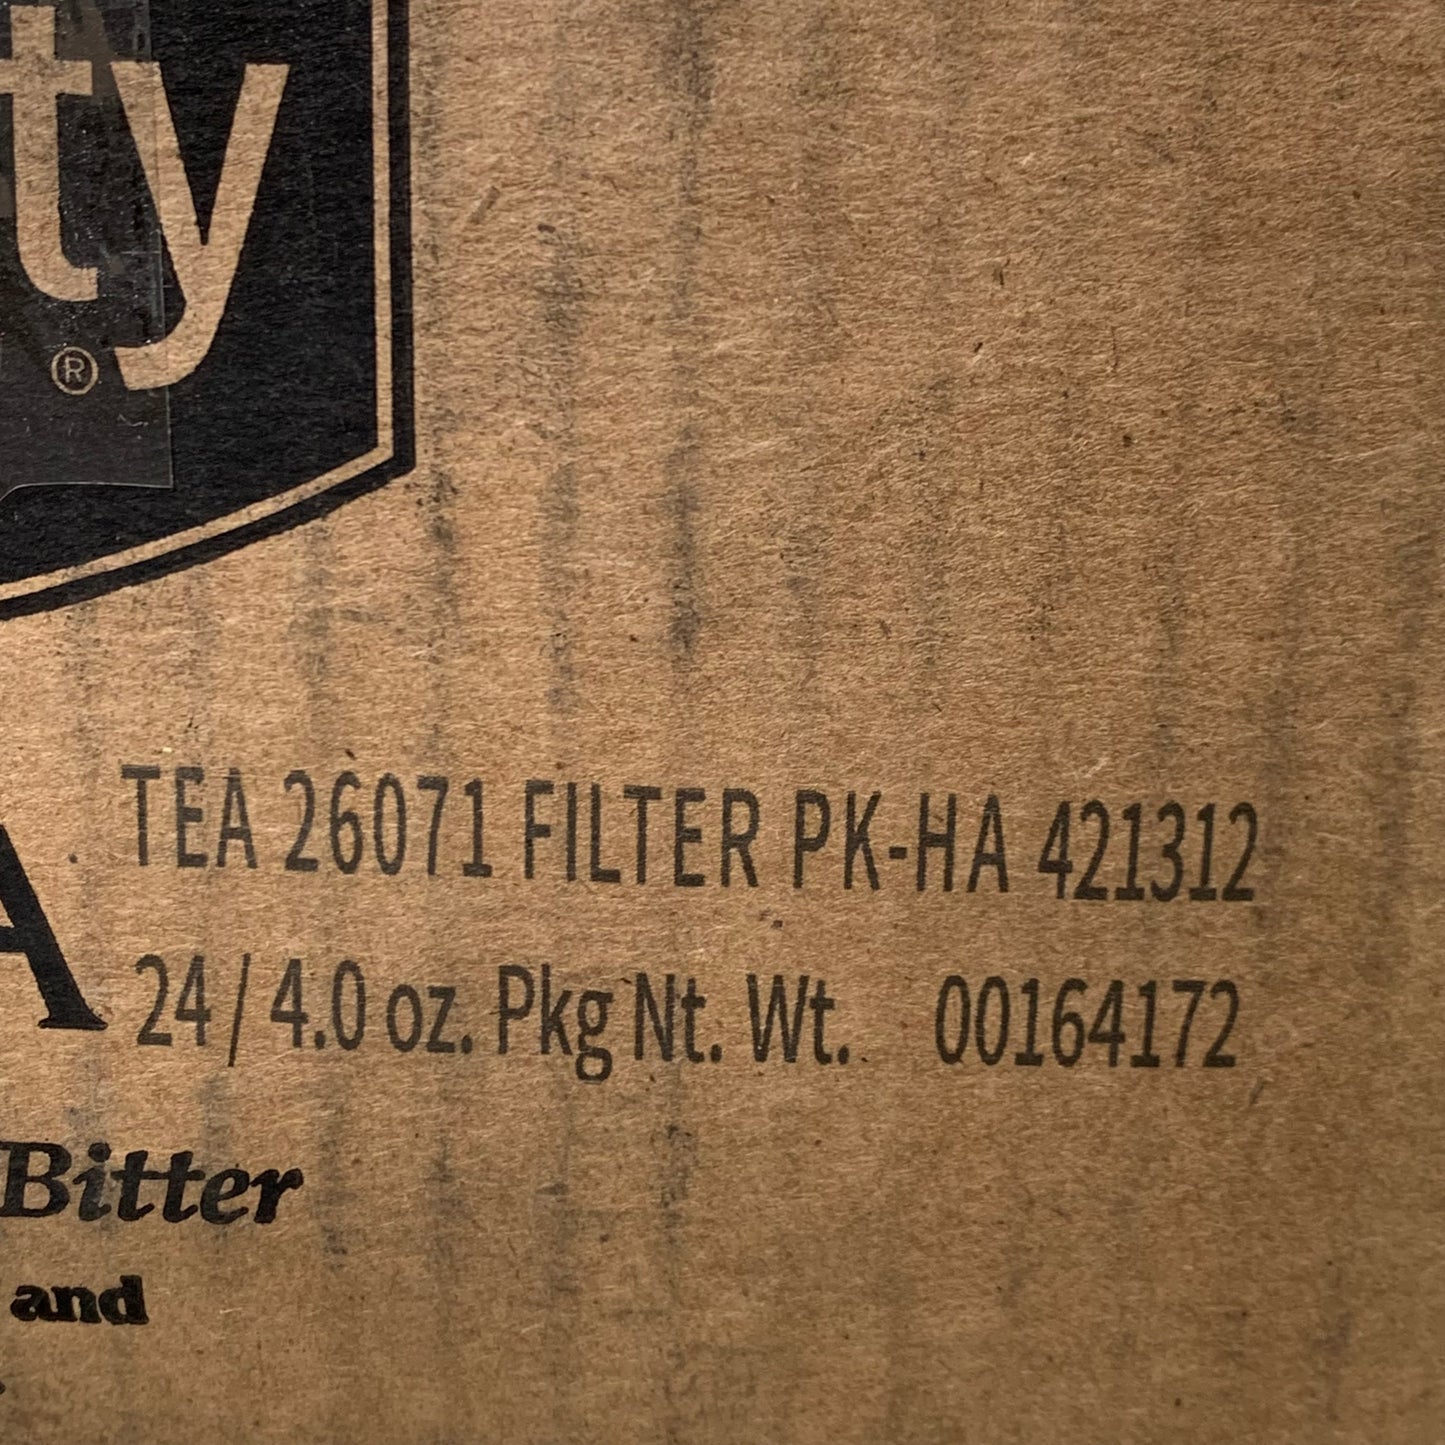 ty
®
A
TEA 26071 FILTER PK-HA 421312
24 / 4.0 oz. Pkg Nt. Wt. 00164172
Bitter
and